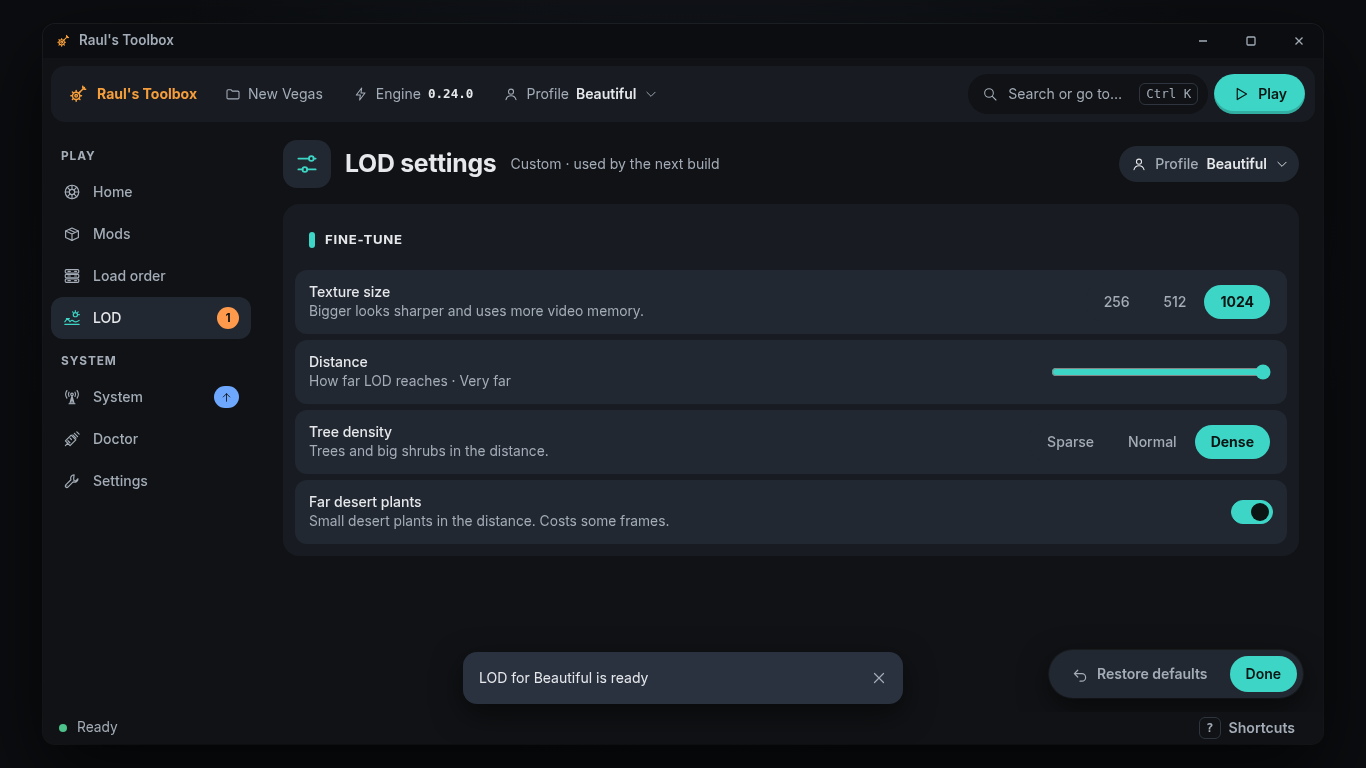 Raul's Toolbox
Raul's Toolbox New Vegas Engine 0.24.0 Profile Beautiful Search or go to... Ctrl K Play
PLAY
Home
Mods
Load order
LOD 1
SYSTEM
System
Doctor
Settings
LOD settings Custom · used by the next build Profile Beautiful
FINE-TUNE
Texture size
Bigger looks sharper and uses more video memory.
256 512 1024
Distance
How far LOD reaches · Very far
Tree density
Trees and big shrubs in the distance.
Sparse Normal Dense
Far desert plants
Small desert plants in the distance. Costs some frames.
LOD for Beautiful is ready
Restore defaults Done
Ready
? Shortcuts